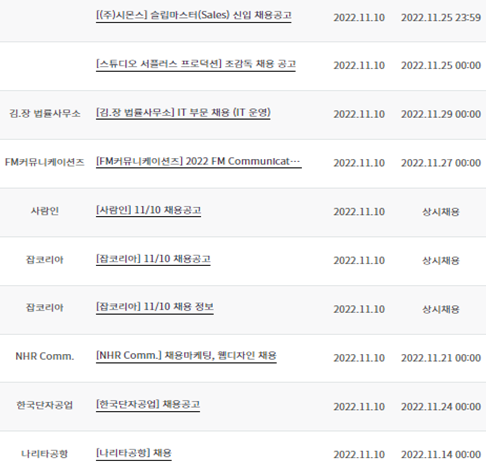 [(주)시몬스] 슬립마스터(Sales) 신입 채용공고 2022.11.10 2022.11.25 23:59
[스튜디오 서플러스 프로덕션] 조감독 채용 공고 2022.11.10 2022.11.25 00:00
김.장 법률사무소 [김.장 법률사무소] IT 부문 채용 (IT 운영) 2022.11.10 2022.11.29 00:00
FM커뮤니케이션즈 [FM커뮤니케이션즈] 2022 FM Communicat··· 2022.11.10 2022.11.27 00:00
사람인 [사람인] 11/10 채용공고 2022.11.10 상시채용
잡코리아 [잡코리아] 11/10 채용공고 2022.11.10 상시채용
잡코리아 [잡코리아] 11/10 채용 정보 2022.11.10 상시채용
NHR Comm. [NHR Comm.] 채용마케팅, 웹디자인 채용 2022.11.10 2022.11.21 00:00
한국단자공업 [한국단자공업] 채용공고 2022.11.10 2022.11.24 00:00
나리타공항 [나리타공항] 채용 2022.11.10 2022.11.14 00:00